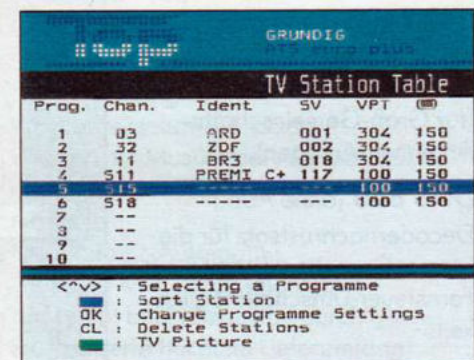 GRUNDIG
ATS euro plus
TV Station Table
Prog. Chan. Ident SV VPT
1 03 ARD 001 304 150
2 32 ZDF 002 304 150
3 11 BR3 018 304 150
4 S11 PREMI C+ 117 100 150
5 S15 ----- --- 100 150
6 S18 ----- --- 100 150
7 --
8 --
9 --
10 --
<^v> : Selecting a Programme
: Sort Station
OK : Change Programme Settings
CL : Delete Stations
: TV Picture